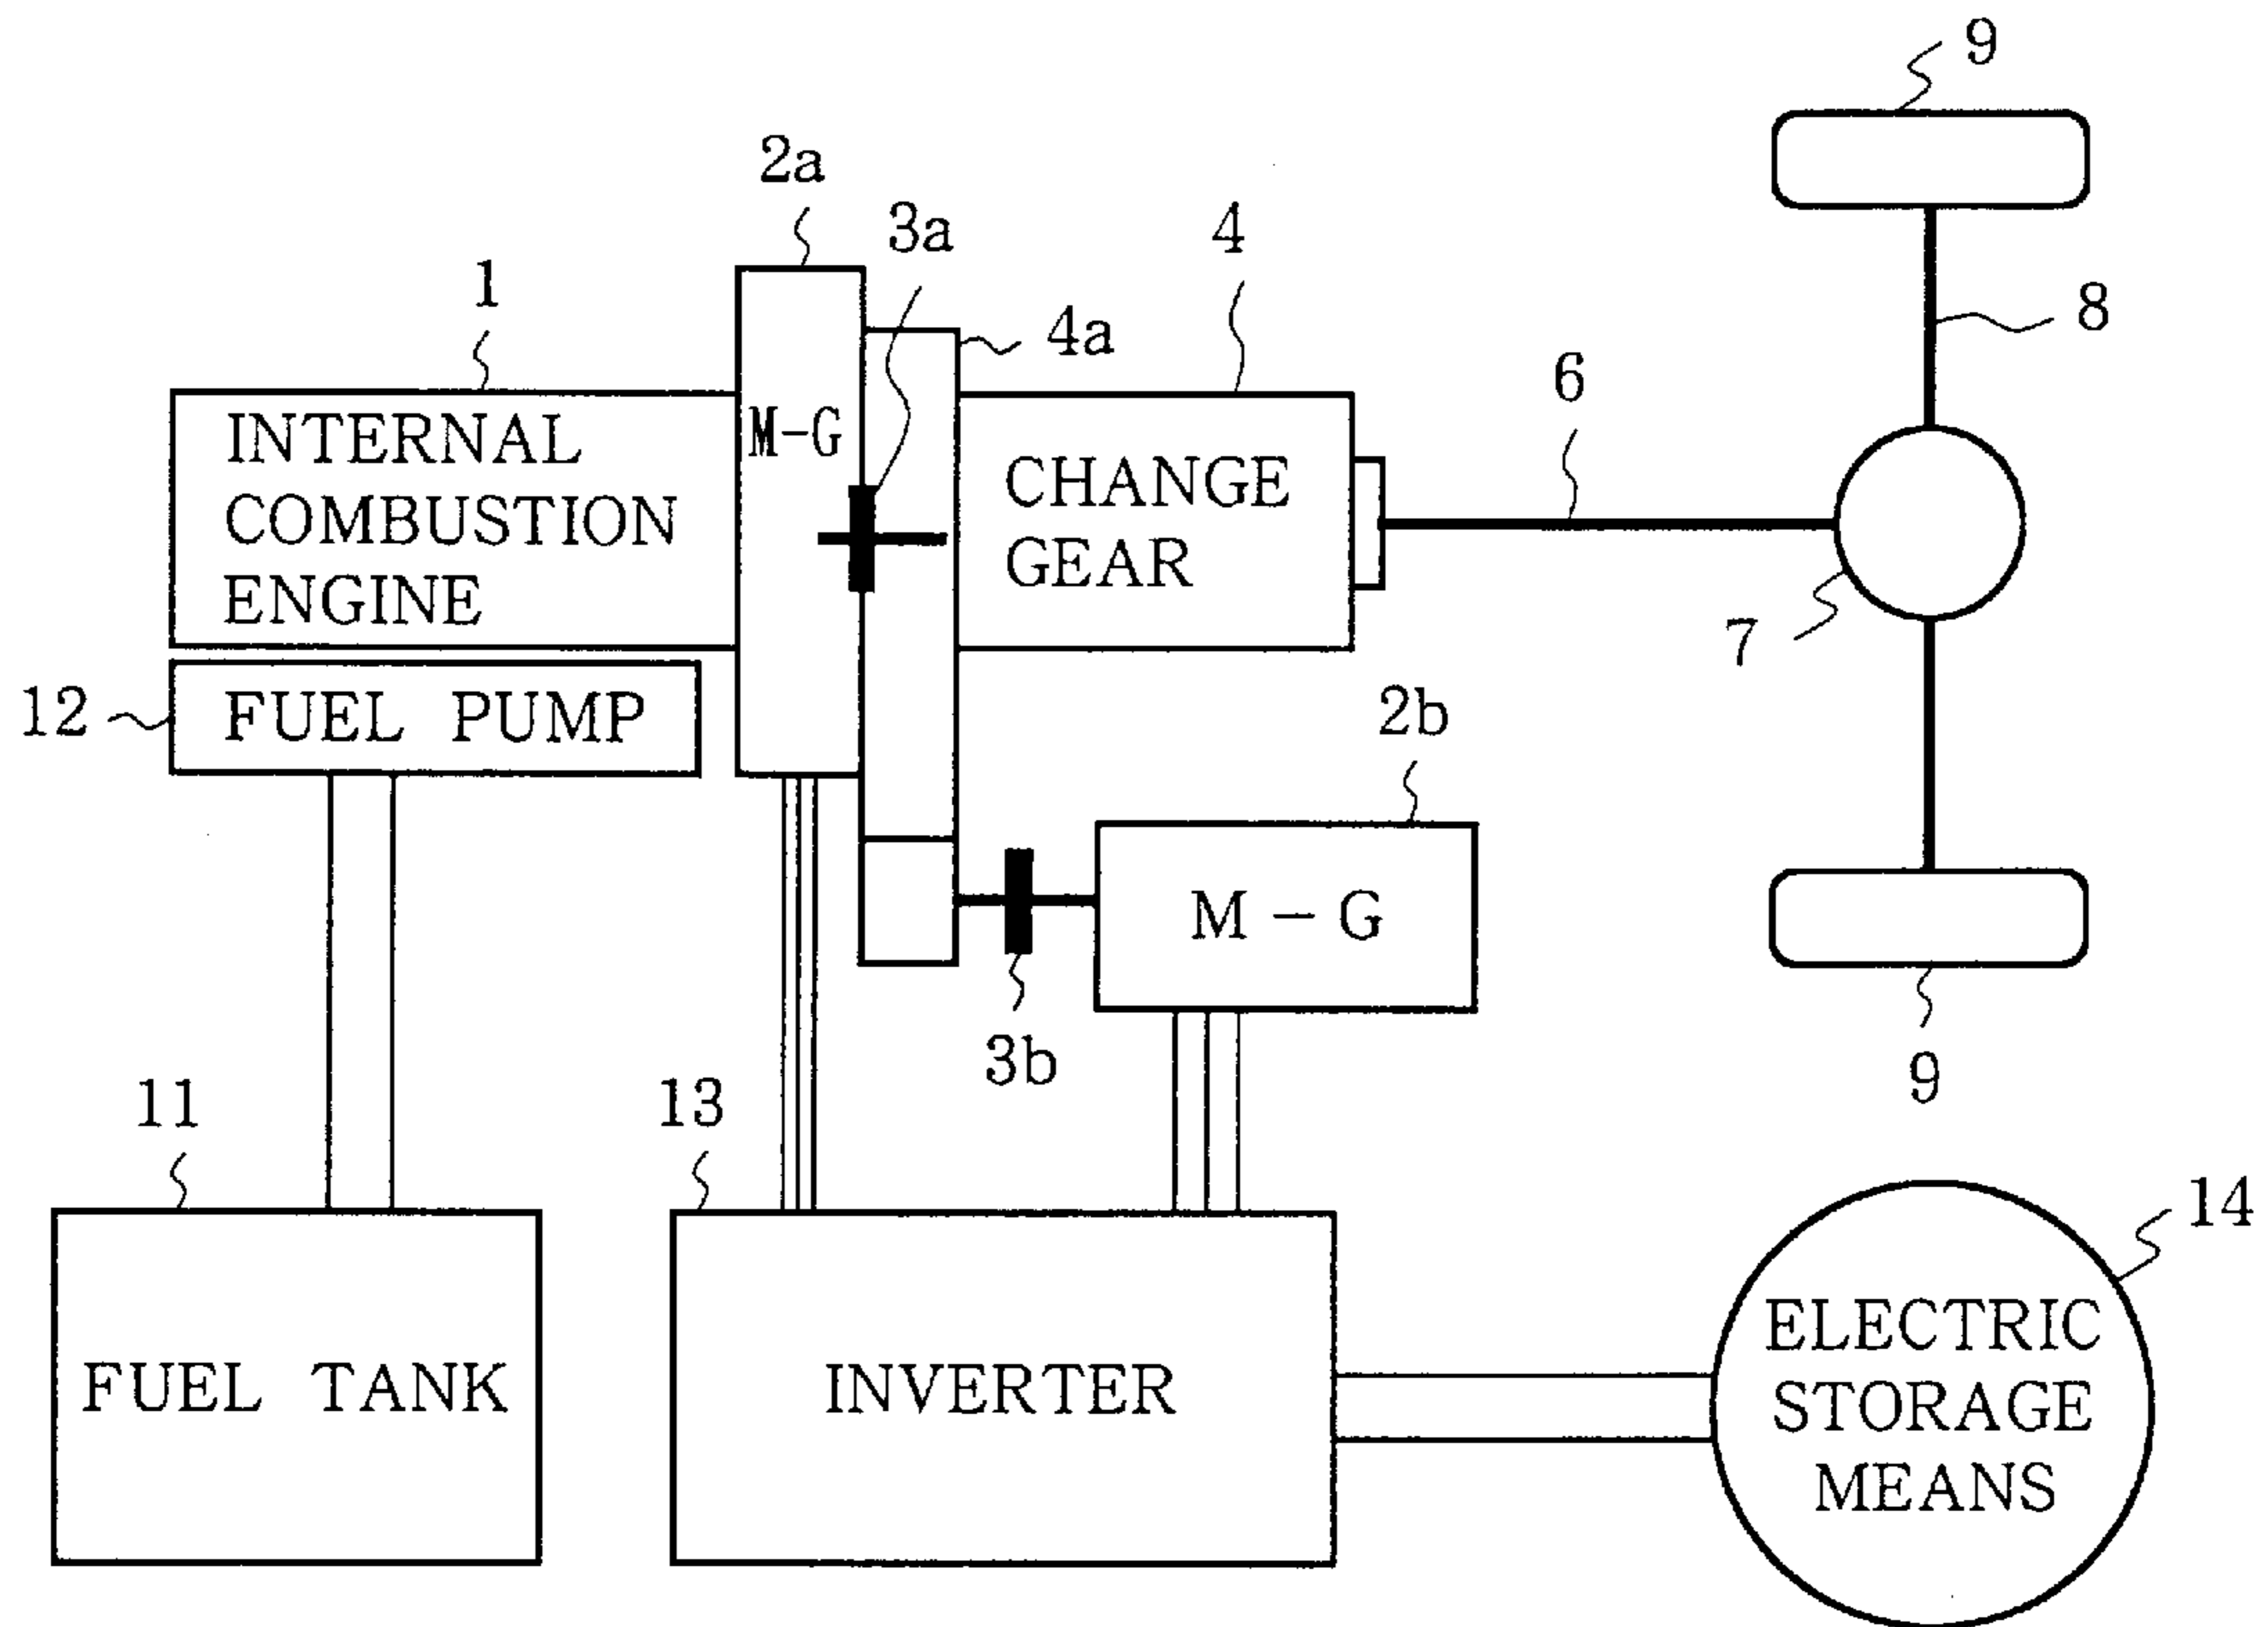 9
2a
3a
4
1
4a
8
6
INTERNAL
COMBUSTION
ENGINE
M-G
CHANGE
GEAR
7
12
FUEL PUMP
2b
M-G
3b
9
11
13
14
FUEL TANK
INVERTER
ELECTRIC
STORAGE
MEANS